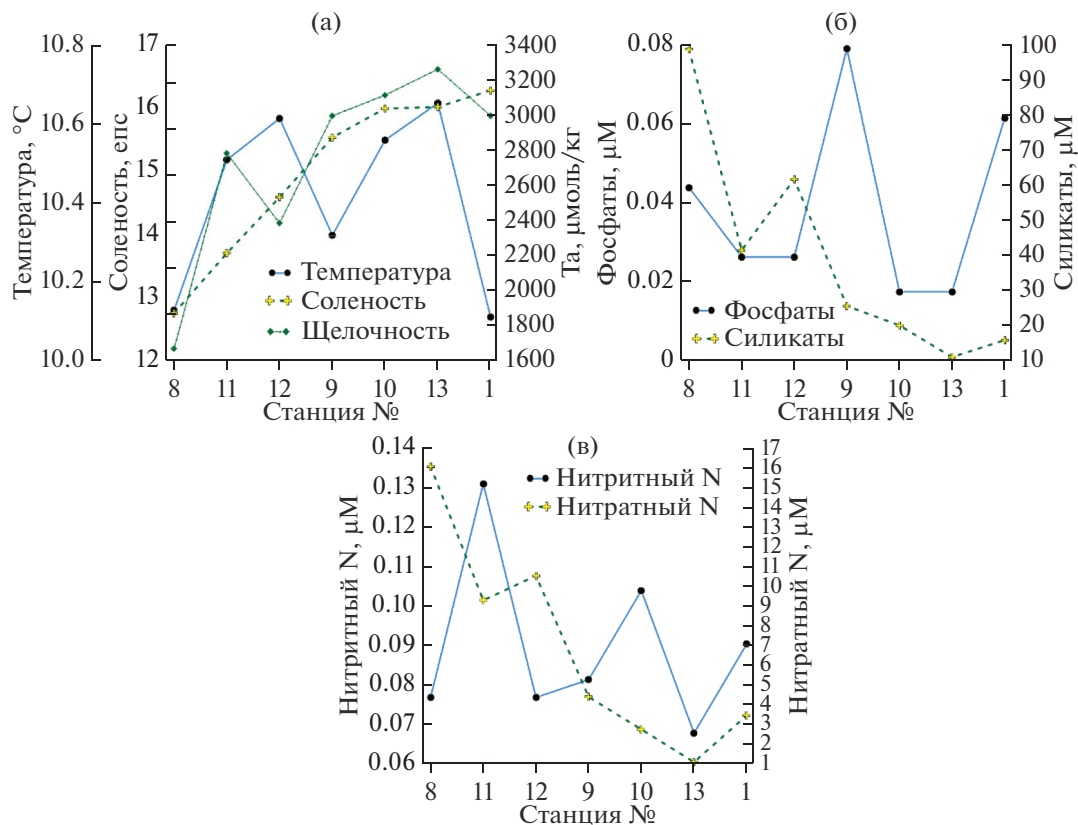 (а)
Температура, °C
10.8
10.6
10.4
10.2
10.0
Соленость, епс
17
16
15
14
13
12
Температура
Соленость
Щелочность
3400
3200
3000
2800
2600
2400
2200
2000
1800
1600
Ta, μмоль/кг
8 11 12 9 10 13 1
Станция №
(б)
Фосфаты, μM
0.08
0.06
0.04
0.02
0
Фосфаты
Силикаты
100
90
80
70
60
50
40
30
20
10
Силикаты, μM
8 11 12 9 10 13 1
Станция №
(в)
Нитритный N, μM
0.14
0.13
0.12
0.11
0.10
0.09
0.08
0.07
0.06
Нитритный N
Нитратный N
17
16
15
14
13
12
11
10
9
8
7
6
5
4
3
2
1
Нитратный N, μM
8 11 12 9 10 13 1
Станция №